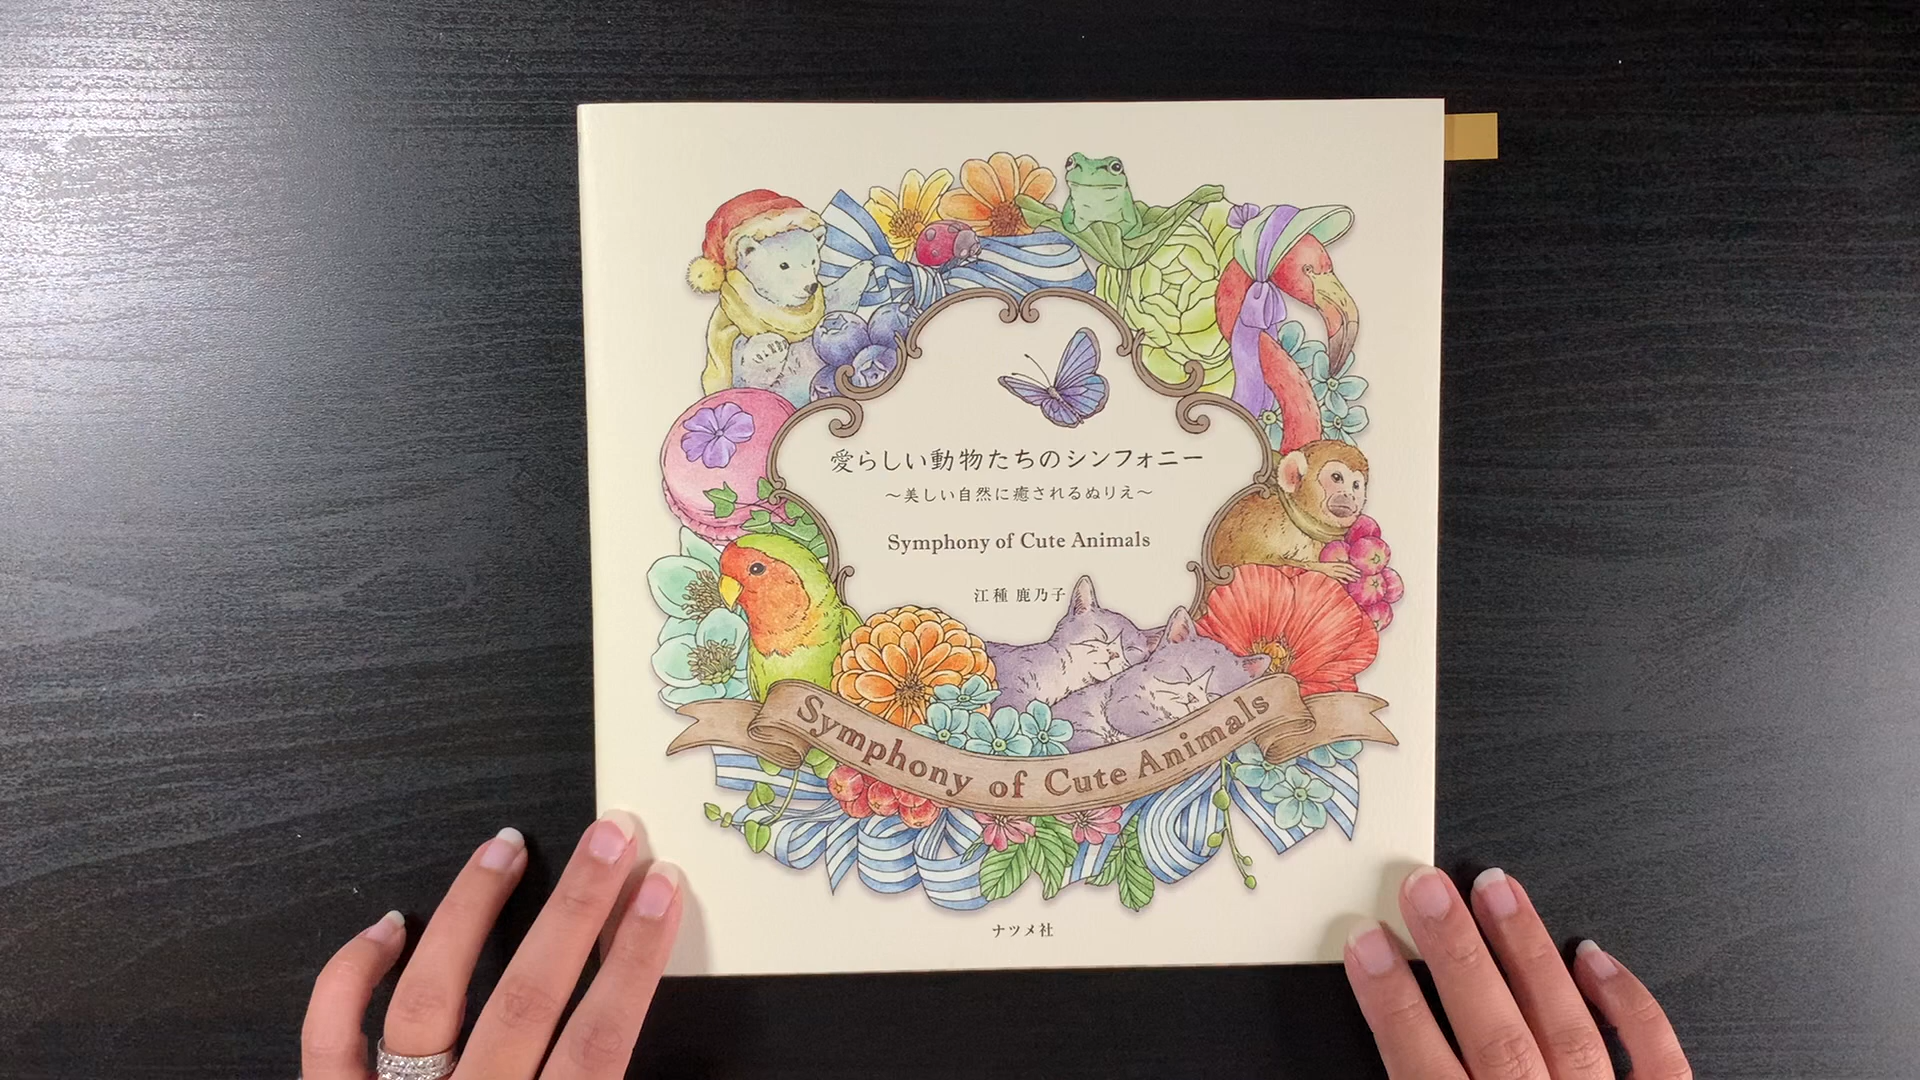 愛らしい動物たちのシンフォニー
～美しい自然に癒されるぬりえ～
Symphony of Cute Animals
江種 鹿乃子
Symphony of Cute Animals
ナツメ社